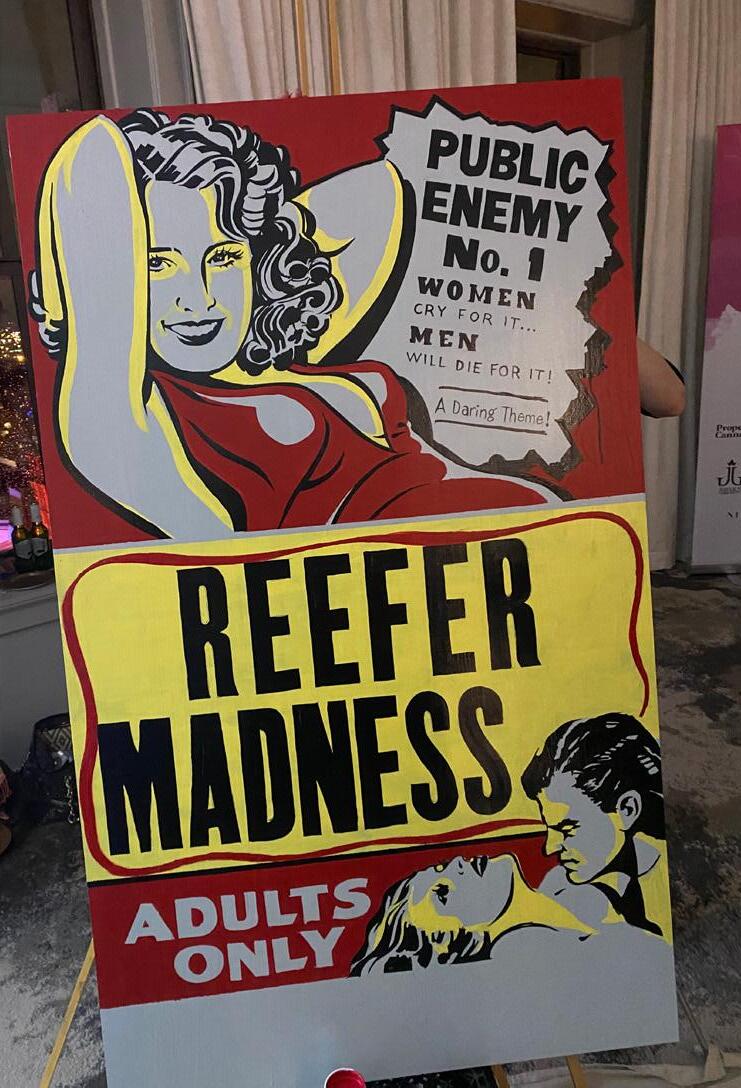 PUBLIC
ENEMY
No. 1
WOMEN
CRY FOR IT...
MEN
WILL DIE FOR IT!
A Daring Theme!
REEFER
MADNESS
ADULTS
ONLY